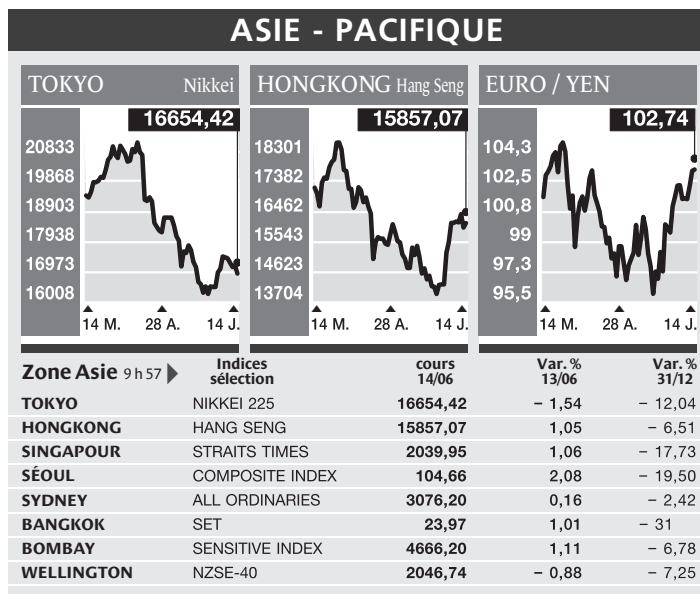 ASIE - PACIFIQUE
TOKYO Nikkei
16654,42
20833
19868
18903
17938
16973
16008
14 M. 28 A. 14 J.
HONGKONG Hang Seng
15857,07
18301
17382
16462
15543
14623
13704
14 M. 28 A. 14 J.
EURO / YEN
102,74
104,3
102,5
100,8
99
97,3
95,5
14 M. 28 A. 14 J.
Zone Asie 9 h 57 Indices sélection cours 14/06 Var. % 13/06 Var. % 31/12
TOKYO NIKKEI 225 16654,42 – 1,54 – 12,04
HONGKONG HANG SENG 15857,07 1,05 – 6,51
SINGAPOUR STRAITS TIMES 2039,95 1,06 – 17,73
SÉOUL COMPOSITE INDEX 104,66 2,08 – 19,50
SYDNEY ALL ORDINARIES 3076,20 0,16 – 2,42
BANGKOK SET 23,97 1,01 – 31
BOMBAY SENSITIVE INDEX 4666,20 1,11 – 6,78
WELLINGTON NZSE-40 2046,74 – 0,88 – 7,25